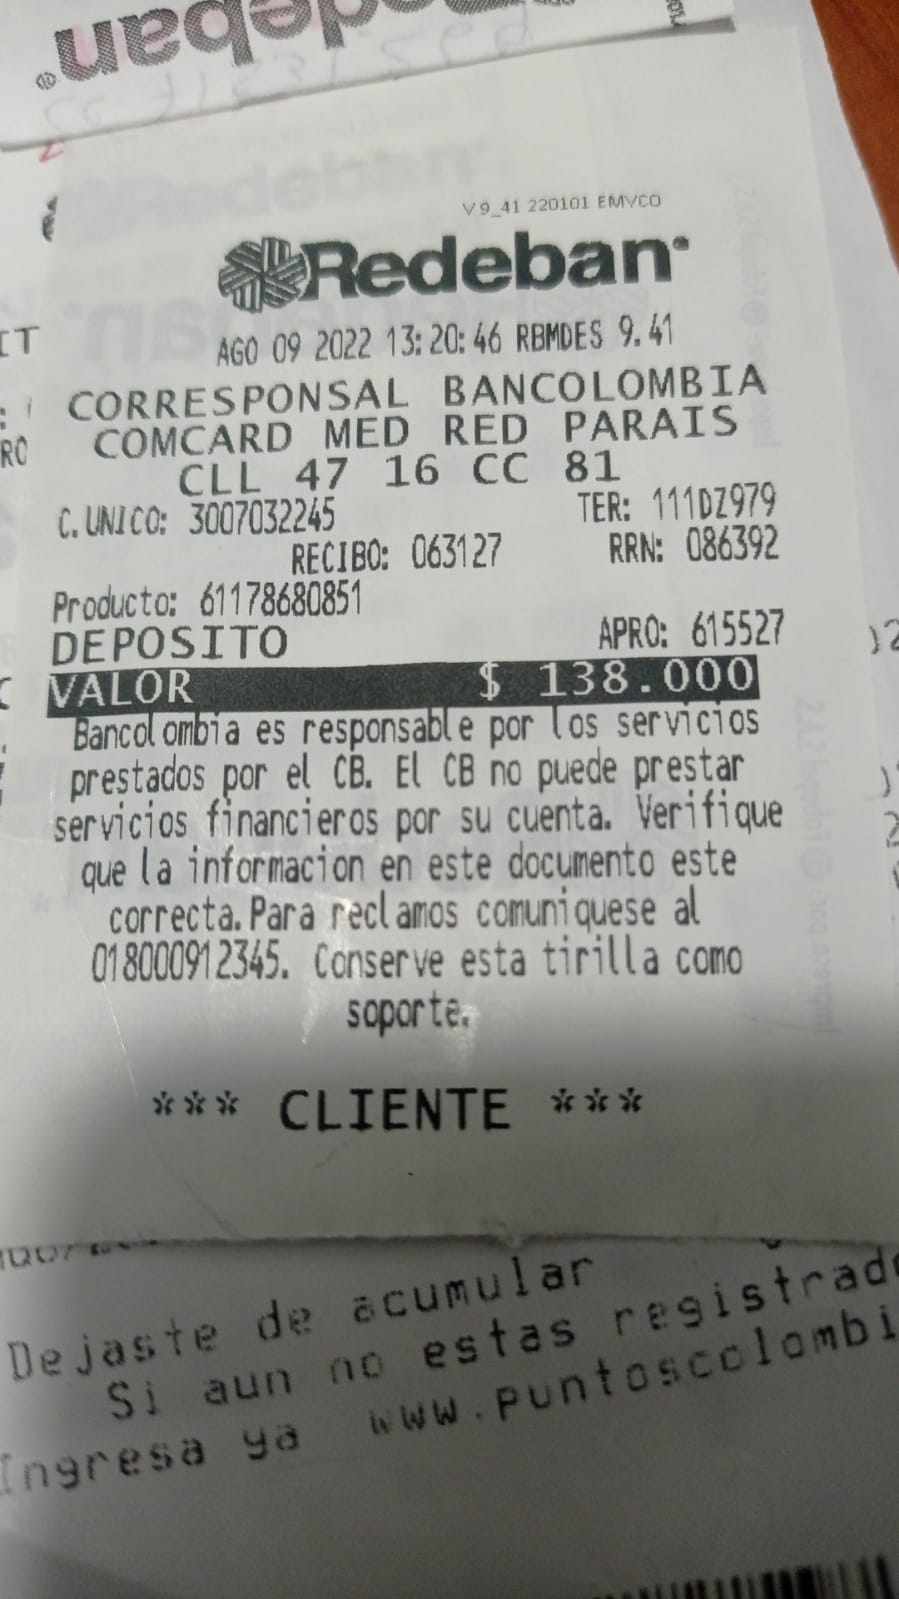 Redeban
V9_41 220101 EMVCO
Redeban
AGO 09 2022 13:20:46 RBMDES 9.41
CORRESPONSAL BANCOLOMBIA
COMCARD MED RED PARAIS
CLL 47 16 CC 81
C.UNICO: 3007032245 TER: 111DZ979
RECIBO: 063127 RRN: 086392
Producto: 61178680851
DEPOSITO APRO: 615527
VALOR $ 138.000
Bancolombia es responsable por los servicios
prestados por el CB. El CB no puede prestar
servicios financieros por su cuenta. Verifique
que la informacion en este documento este
correcta.Para reclamos comuniquese al
018000912345. Conserve esta tirilla como
soporte.
*** CLIENTE ***
Dejaste de acumular
Si aun no estas registrad
Ingresa ya www.puntoscolombi